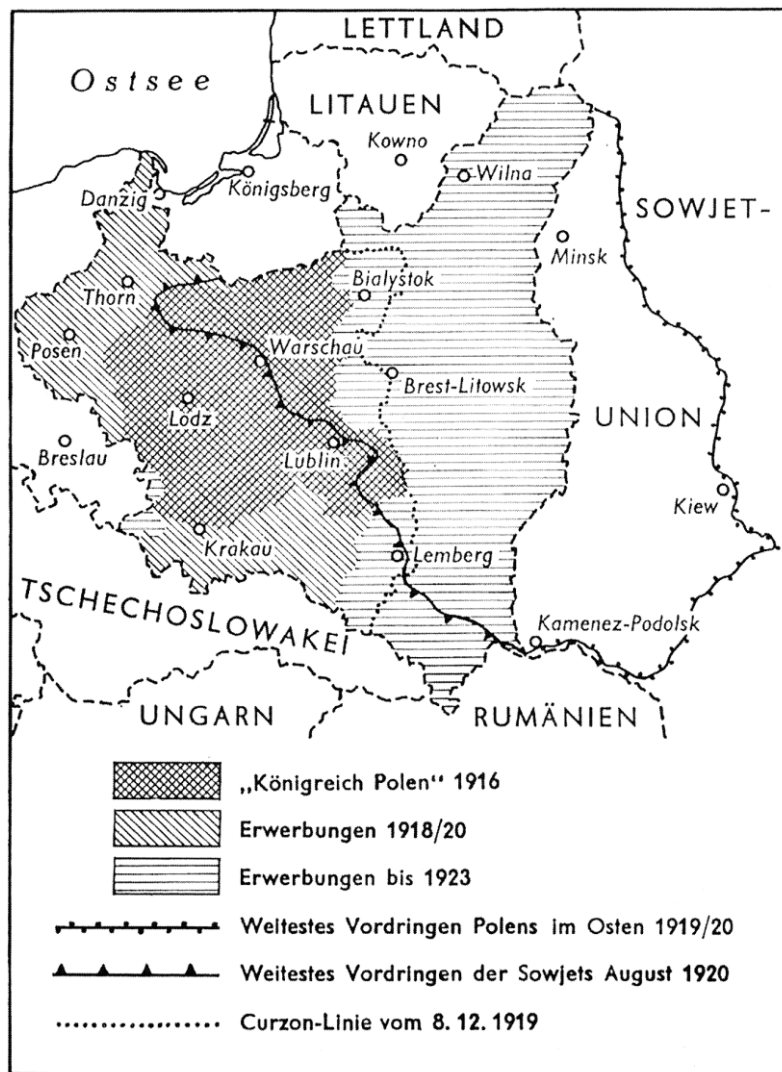 LETTLAND
Ostsee
LITAUEN
Kowno
Wilna
Königsberg
Danzig
SOWJET-
Minsk
Thorn
Bialystok
Posen
Warschau
Brest-Litowsk
Lodz
UNION
Breslau
Lublin
Kiew
Krakau
Lemberg
TSCHECHOSLOWAKEI
Kamenez-Podolsk
UNGARN
RUMÄNIEN
„Königreich Polen“ 1916
Erwerbungen 1918/20
Erwerbungen bis 1923
Weitestes Vordringen Polens im Osten 1919/20
Weitestes Vordringen der Sowjets August 1920
Curzon-Linie vom 8. 12. 1919